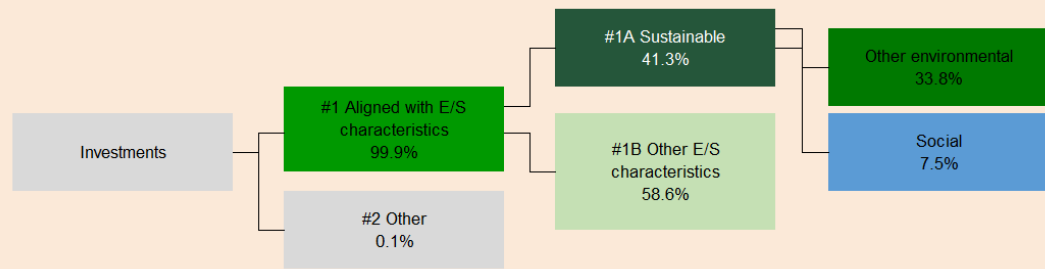 Investments
#1 Aligned with E/S
characteristics
99.9%
#2 Other
0.1%
#1A Sustainable
41.3%
#1B Other E/S
characteristics
58.6%
Other environmental
33.8%
Social
7.5%